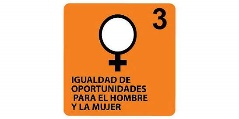 3
IGUALDAD DE
OPORTUNIDADES
PARA EL HOMBRE
Y LA MUJER